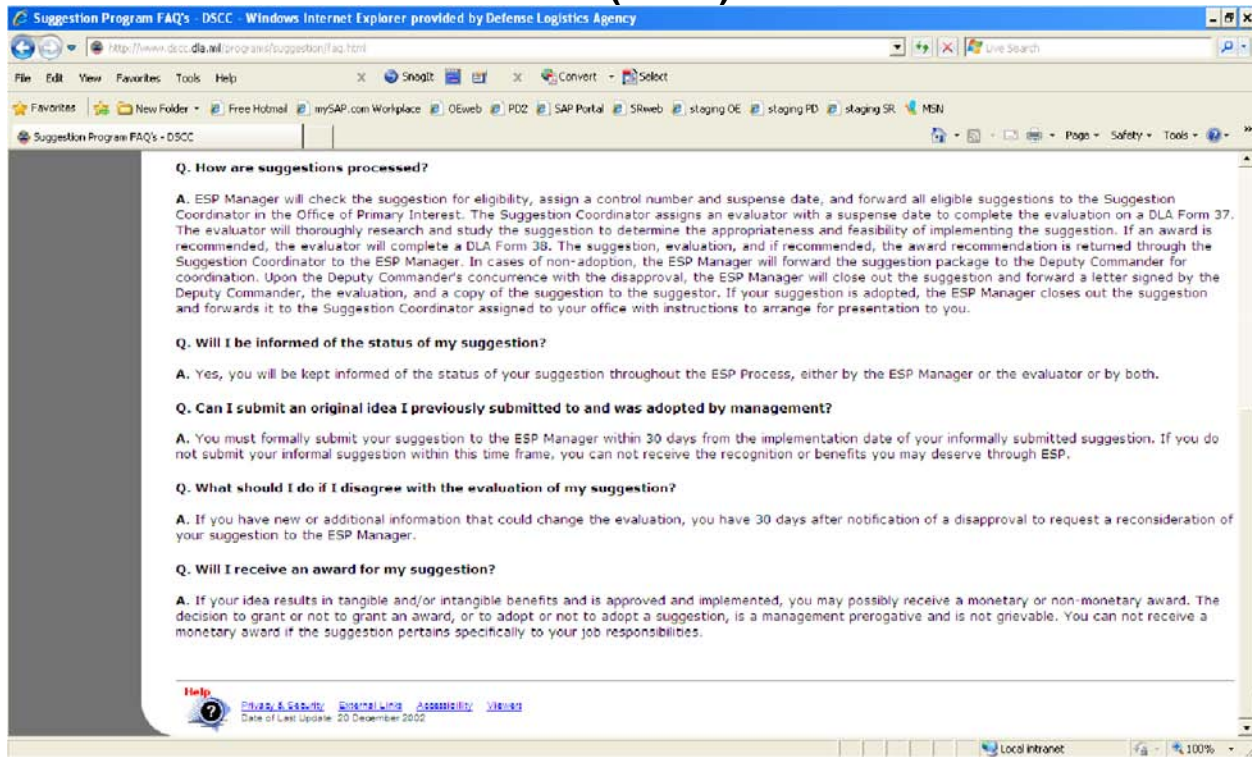 Suggestion Program FAQ's - DSCC - Windows Internet Explorer provided by Defense Logistics Agency
http://www.dscc.dla.mil/programs/suggestion/faq.html
Live Search
File Edit View Favorites Tools Help X SnagIt X Convert Select
Favorites New Folder Free Hotmail mySAP.com Workplace OEweb PD2 SAP Portal SRweb staging OE staging PD staging SR MSN
Suggestion Program FAQ's - DSCC Page Safety Tools
Q. How are suggestions processed?
A. ESP Manager will check the suggestion for eligibility, assign a control number and suspense date, and forward all eligible suggestions to the Suggestion
Coordinator in the Office of Primary Interest. The Suggestion Coordinator assigns an evaluator with a suspense date to complete the evaluation on a DLA Form 37.
The evaluator will thoroughly research and study the suggestion to determine the appropriateness and feasibility of implementing the suggestion. If an award is
recommended, the evaluator will complete a DLA Form 38. The suggestion, evaluation, and if recommended, the award recommendation is returned through the
Suggestion Coordinator to the ESP Manager. In cases of non-adoption, the ESP Manager will forward the suggestion package to the Deputy Commander for
coordination. Upon the Deputy Commander's concurrence with the disapproval, the ESP Manager will close out the suggestion and forward a letter signed by the
Deputy Commander, the evaluation, and a copy of the suggestion to the suggestor. If your suggestion is adopted, the ESP Manager closes out the suggestion
and forwards it to the Suggestion Coordinator assigned to your office with instructions to arrange for presentation to you.
Q. Will I be informed of the status of my suggestion?
A. Yes, you will be kept informed of the status of your suggestion throughout the ESP Process, either by the ESP Manager or the evaluator or by both.
Q. Can I submit an original idea I previously submitted to and was adopted by management?
A. You must formally submit your suggestion to the ESP Manager within 30 days from the implementation date of your informally submitted suggestion. If you do
not submit your informal suggestion within this time frame, you can not receive the recognition or benefits you may deserve through ESP.
Q. What should I do if I disagree with the evaluation of my suggestion?
A. If you have new or additional information that could change the evaluation, you have 30 days after notification of a disapproval to request a reconsideration of
your suggestion to the ESP Manager.
Q. Will I receive an award for my suggestion?
A. If your idea results in tangible and/or intangible benefits and is approved and implemented, you may possibly receive a monetary or non-monetary award. The
decision to grant or not to grant an award, or to adopt or not to adopt a suggestion, is a management prerogative and is not grievable. You can not receive a
monetary award if the suggestion pertains specifically to your job responsibilities.
Help
Privacy & Security External Links Accessibility Viewers
Date of Last Update: 20 December 2002
Local intranet 100%